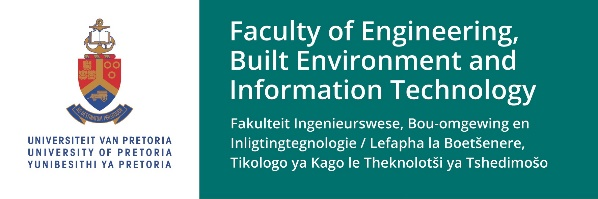 UNIVERSITEIT VAN PRETORIA
UNIVERSITY OF PRETORIA
YUNIBESITHI YA PRETORIA
Faculty of Engineering,
Built Environment and
Information Technology
Fakulteit Ingenieurswese, Bou-omgewing en
Inligtingtegnologie / Lefapha la Boetšenere,
Tikologo ya Kago le Theknolotši ya Tshedimošo